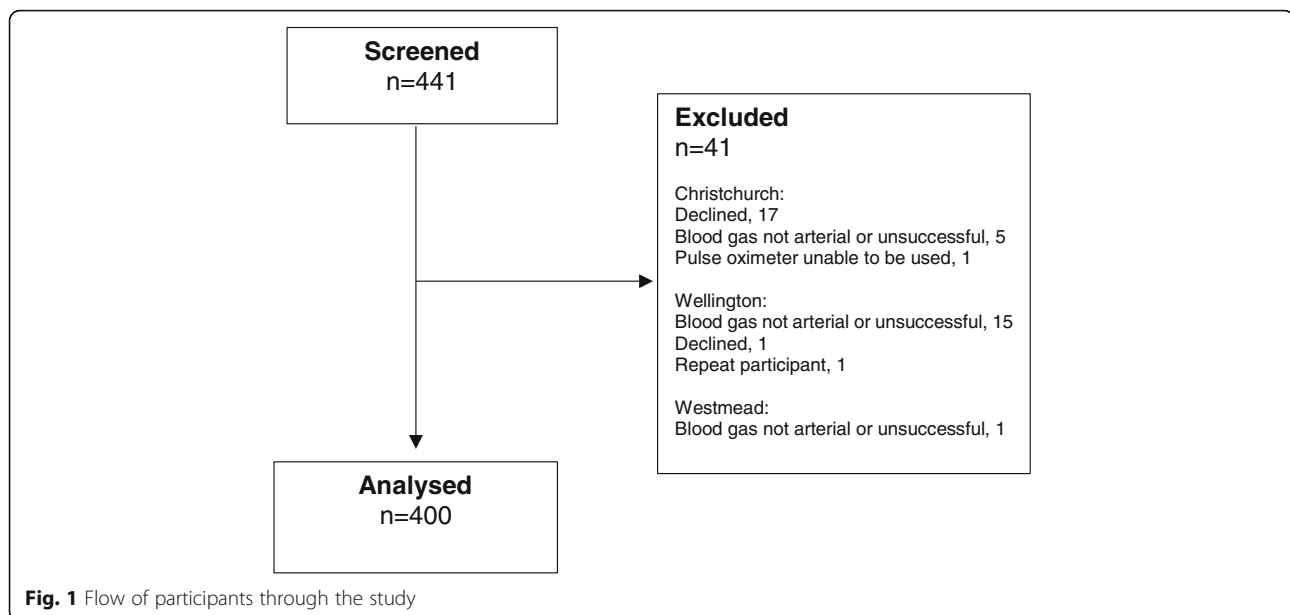 Screened
n=441
Excluded
n=41
Christchurch:
Declined, 17
Blood gas not arterial or unsuccessful, 5
Pulse oximeter unable to be used, 1
Wellington:
Blood gas not arterial or unsuccessful, 15
Declined, 1
Repeat participant, 1
Westmead:
Blood gas not arterial or unsuccessful, 1
Analysed
n=400
Fig. 1 Flow of participants through the study